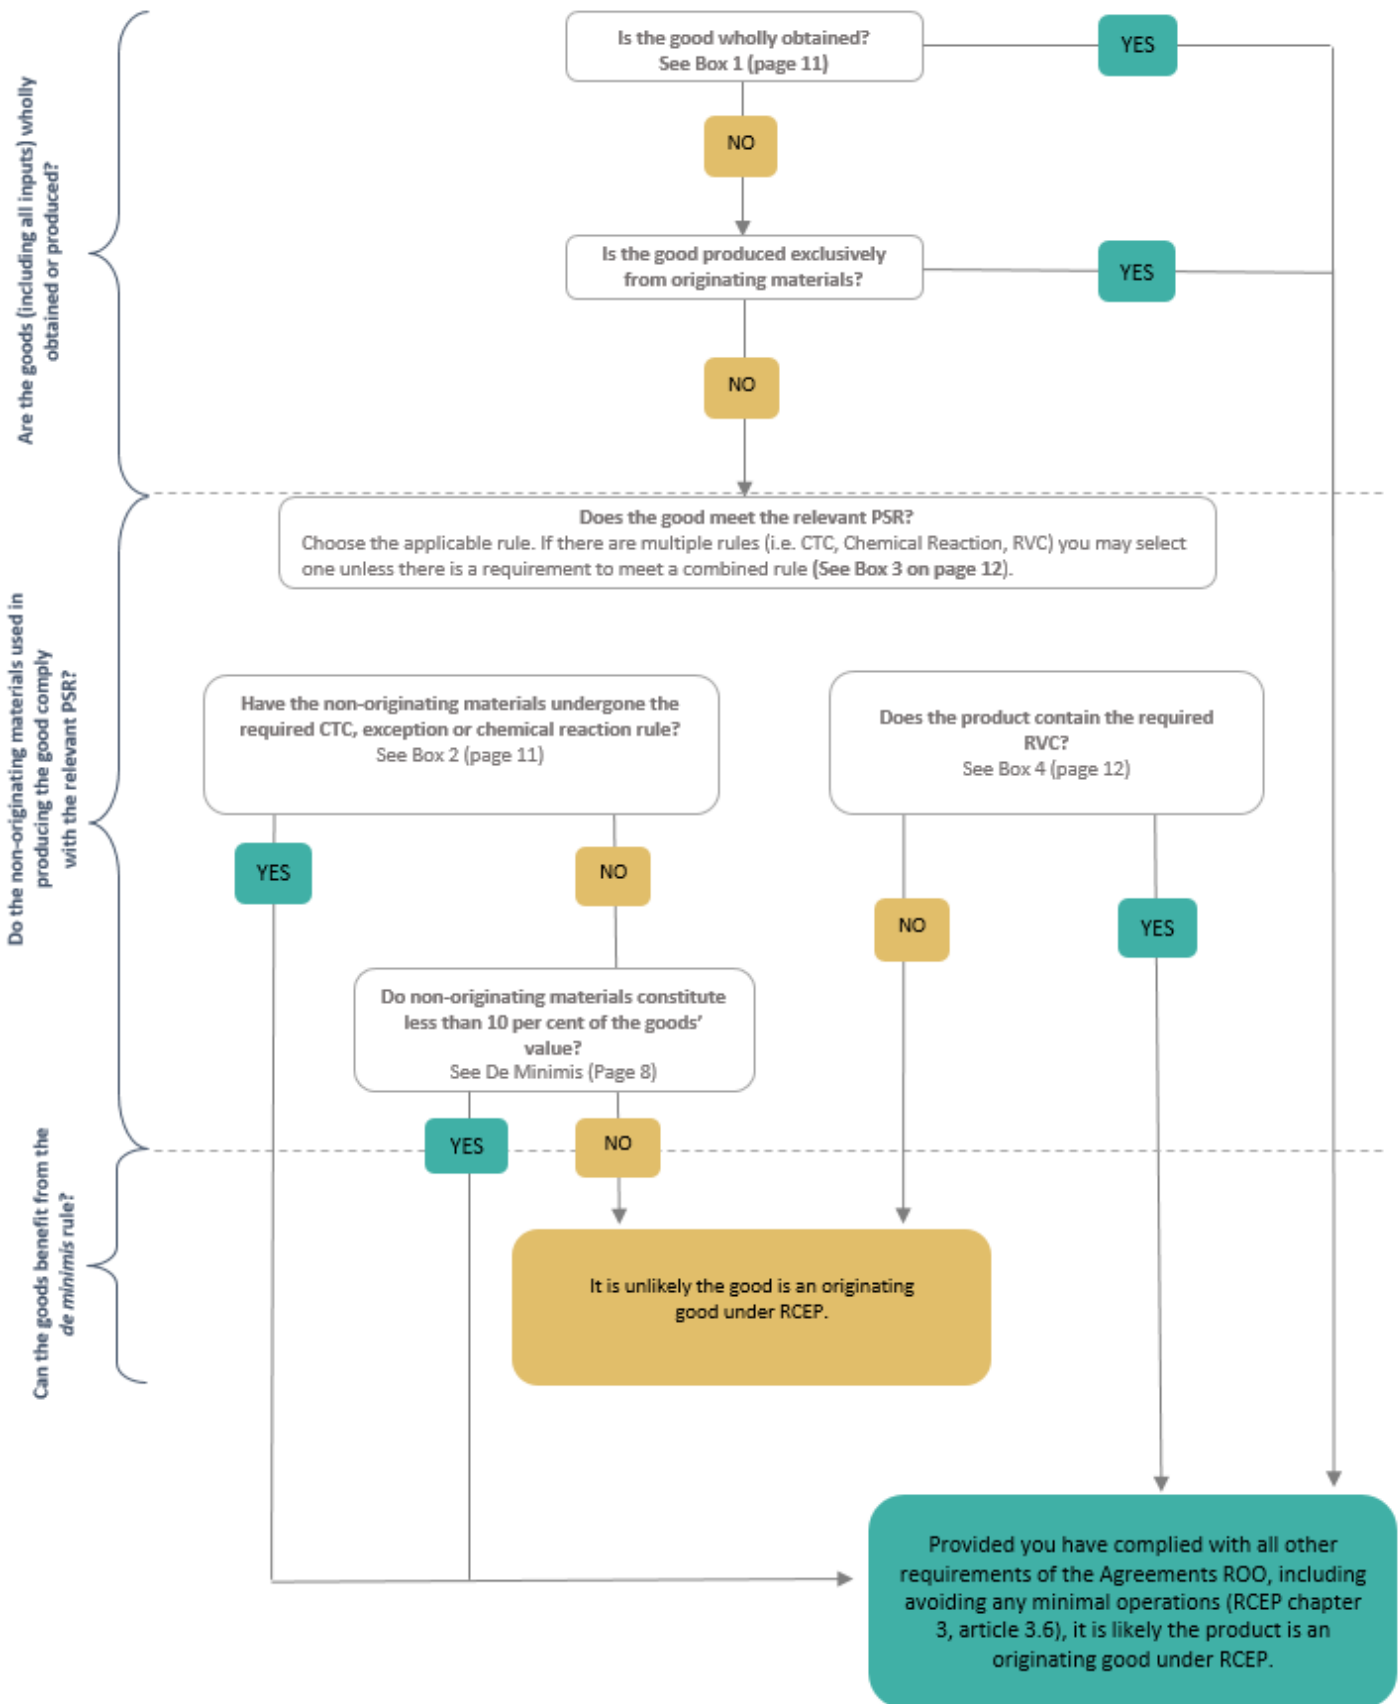 Are the goods (including all inputs) wholly
obtained or produced?
Is the good wholly obtained?
See Box 1 (page 11)
YES
NO
Is the good produced exclusively
from originating materials?
YES
NO
Do the non-originating materials used in
producing the good comply
with the relevant PSR?
Does the good meet the relevant PSR?
Choose the applicable rule. If there are multiple rules (i.e. CTC, Chemical Reaction, RVC) you may select
one unless there is a requirement to meet a combined rule (See Box 3 on page 12).
Have the non-originating materials undergone the
required CTC, exception or chemical reaction rule?
See Box 2 (page 11)
Does the product contain the required
RVC?
See Box 4 (page 12)
YES
NO
NO
YES
Do non-originating materials constitute
less than 10 per cent of the goods’
value?
See De Minimis (Page 8)
YES
NO
Can the goods benefit from the
de minimis rule?
It is unlikely the good is an originating
good under RCEP.
Provided you have complied with all other
requirements of the Agreements ROO, including
avoiding any minimal operations (RCEP chapter
3, article 3.6), it is likely the product is an
originating good under RCEP.